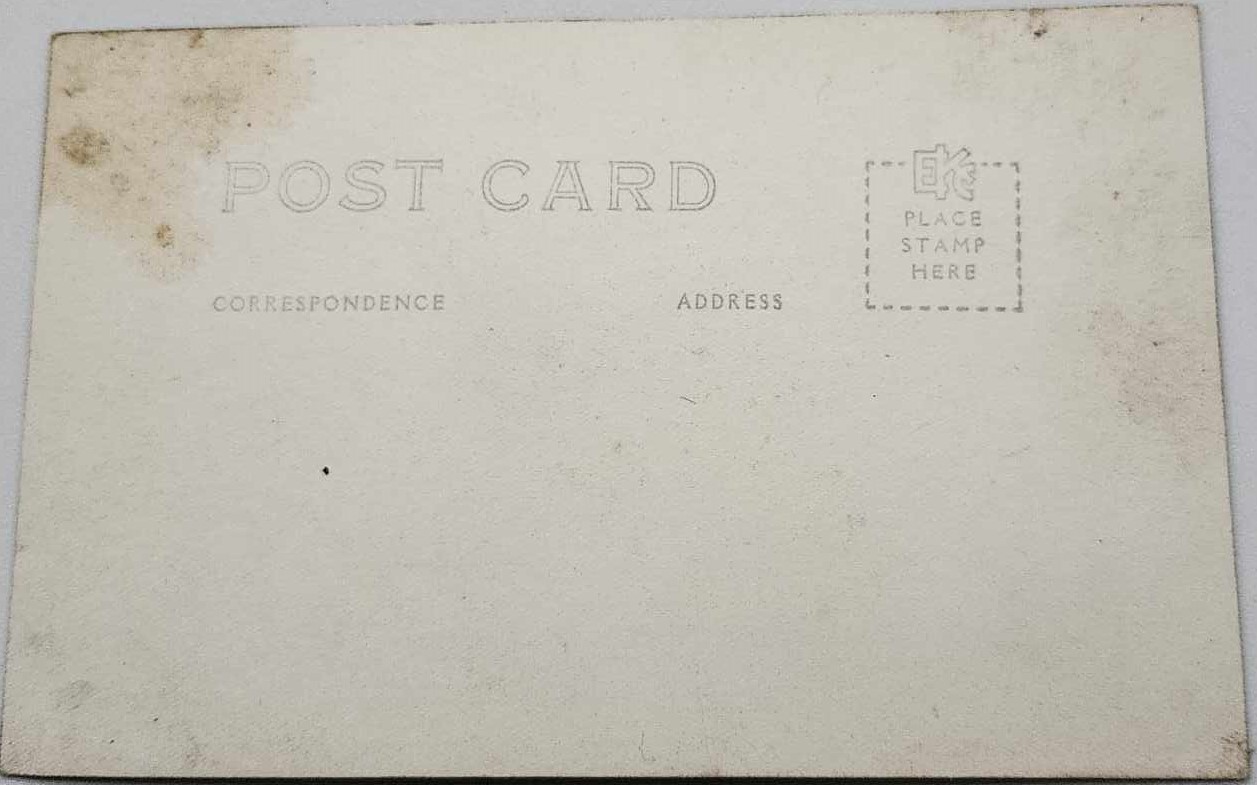 POST CARD
EKC
PLACE
STAMP
HERE
CORRESPONDENCE
ADDRESS